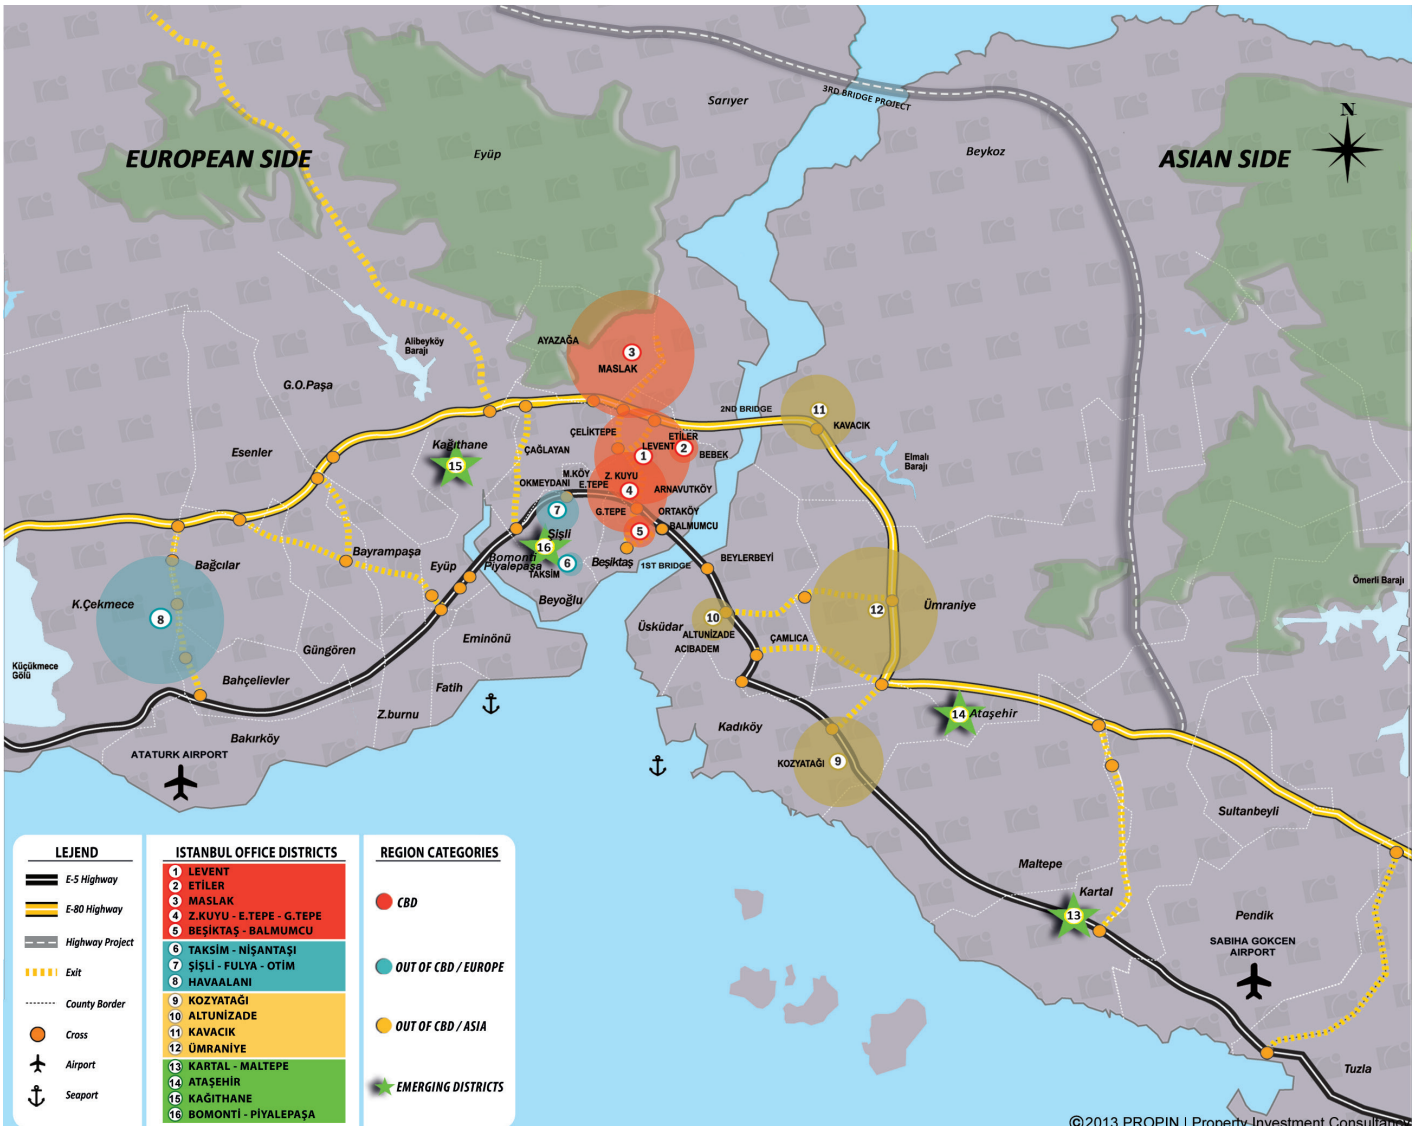 3RD BRIDGE PROJECT
Sarıyer
N
EUROPEAN SIDE
Eyüp
Beykoz
ASIAN SIDE
Alibeyköy
Barajı
AYAZAĞA
3
MASLAK
G.O.Paşa
2ND BRIDGE
11
KAVACIK
ÇELİKTEPE
ETİLER
LEVENT
2
BEBEK
1
Kağıthane
15
ÇAĞLAYAN
Esenler
Elmalı
Barajı
M.KÖY
OKMEYDANI
E.TEPE
Z. KUYU
4
ARNAVUTKÖY
G.TEPE
ORTAKÖY
7
BALMUMCU
5
Şişli
16
Bomonti
Piyalepaşa
6
TAKSİM
Beşiktaş
1ST BRIDGE
BEYLERBEYİ
Bayrampaşa
Eyüp
Bağcılar
K.Çekmece
8
Beyoğlu
Ömerli Barajı
Ümraniye
12
10
ALTUNİZADE
ACIBADEM
Üsküdar
ÇAMLICA
Eminönü
Güngören
Küçükmece
Gölü
Bahçelievler
Fatih
Z.burnu
Bakırköy
ATATURK AIRPORT
Kadıköy
14
Ataşehir
KOZYATAĞI
9
Sultanbeyli
Maltepe
Kartal
13
Pendik
SABIHA GOKCEN
AIRPORT
Tuzla
LEJEND
E-5 Highway
E-80 Highway
Highway Project
Exit
County Border
Cross
Airport
Seaport
ISTANBUL OFFICE DISTRICTS
1 LEVENT
2 ETİLER
3 MASLAK
4 Z.KUYU - E.TEPE - G.TEPE
5 BEŞİKTAŞ - BALMUMCU
6 TAKSİM - NİŞANTAŞI
7 ŞİŞLİ - FULYA - OTİM
8 HAVAALANI
9 KOZYATAĞI
10 ALTUNİZADE
11 KAVACIK
12 ÜMRANİYE
13 KARTAL - MALTEPE
14 ATAŞEHİR
15 KAĞITHANE
16 BOMONTİ - PİYALEPAŞA
REGION CATEGORIES
CBD
OUT OF CBD / EUROPE
OUT OF CBD / ASIA
EMERGING DISTRICTS
©2013 PROPIN | Property Investment Consultancy